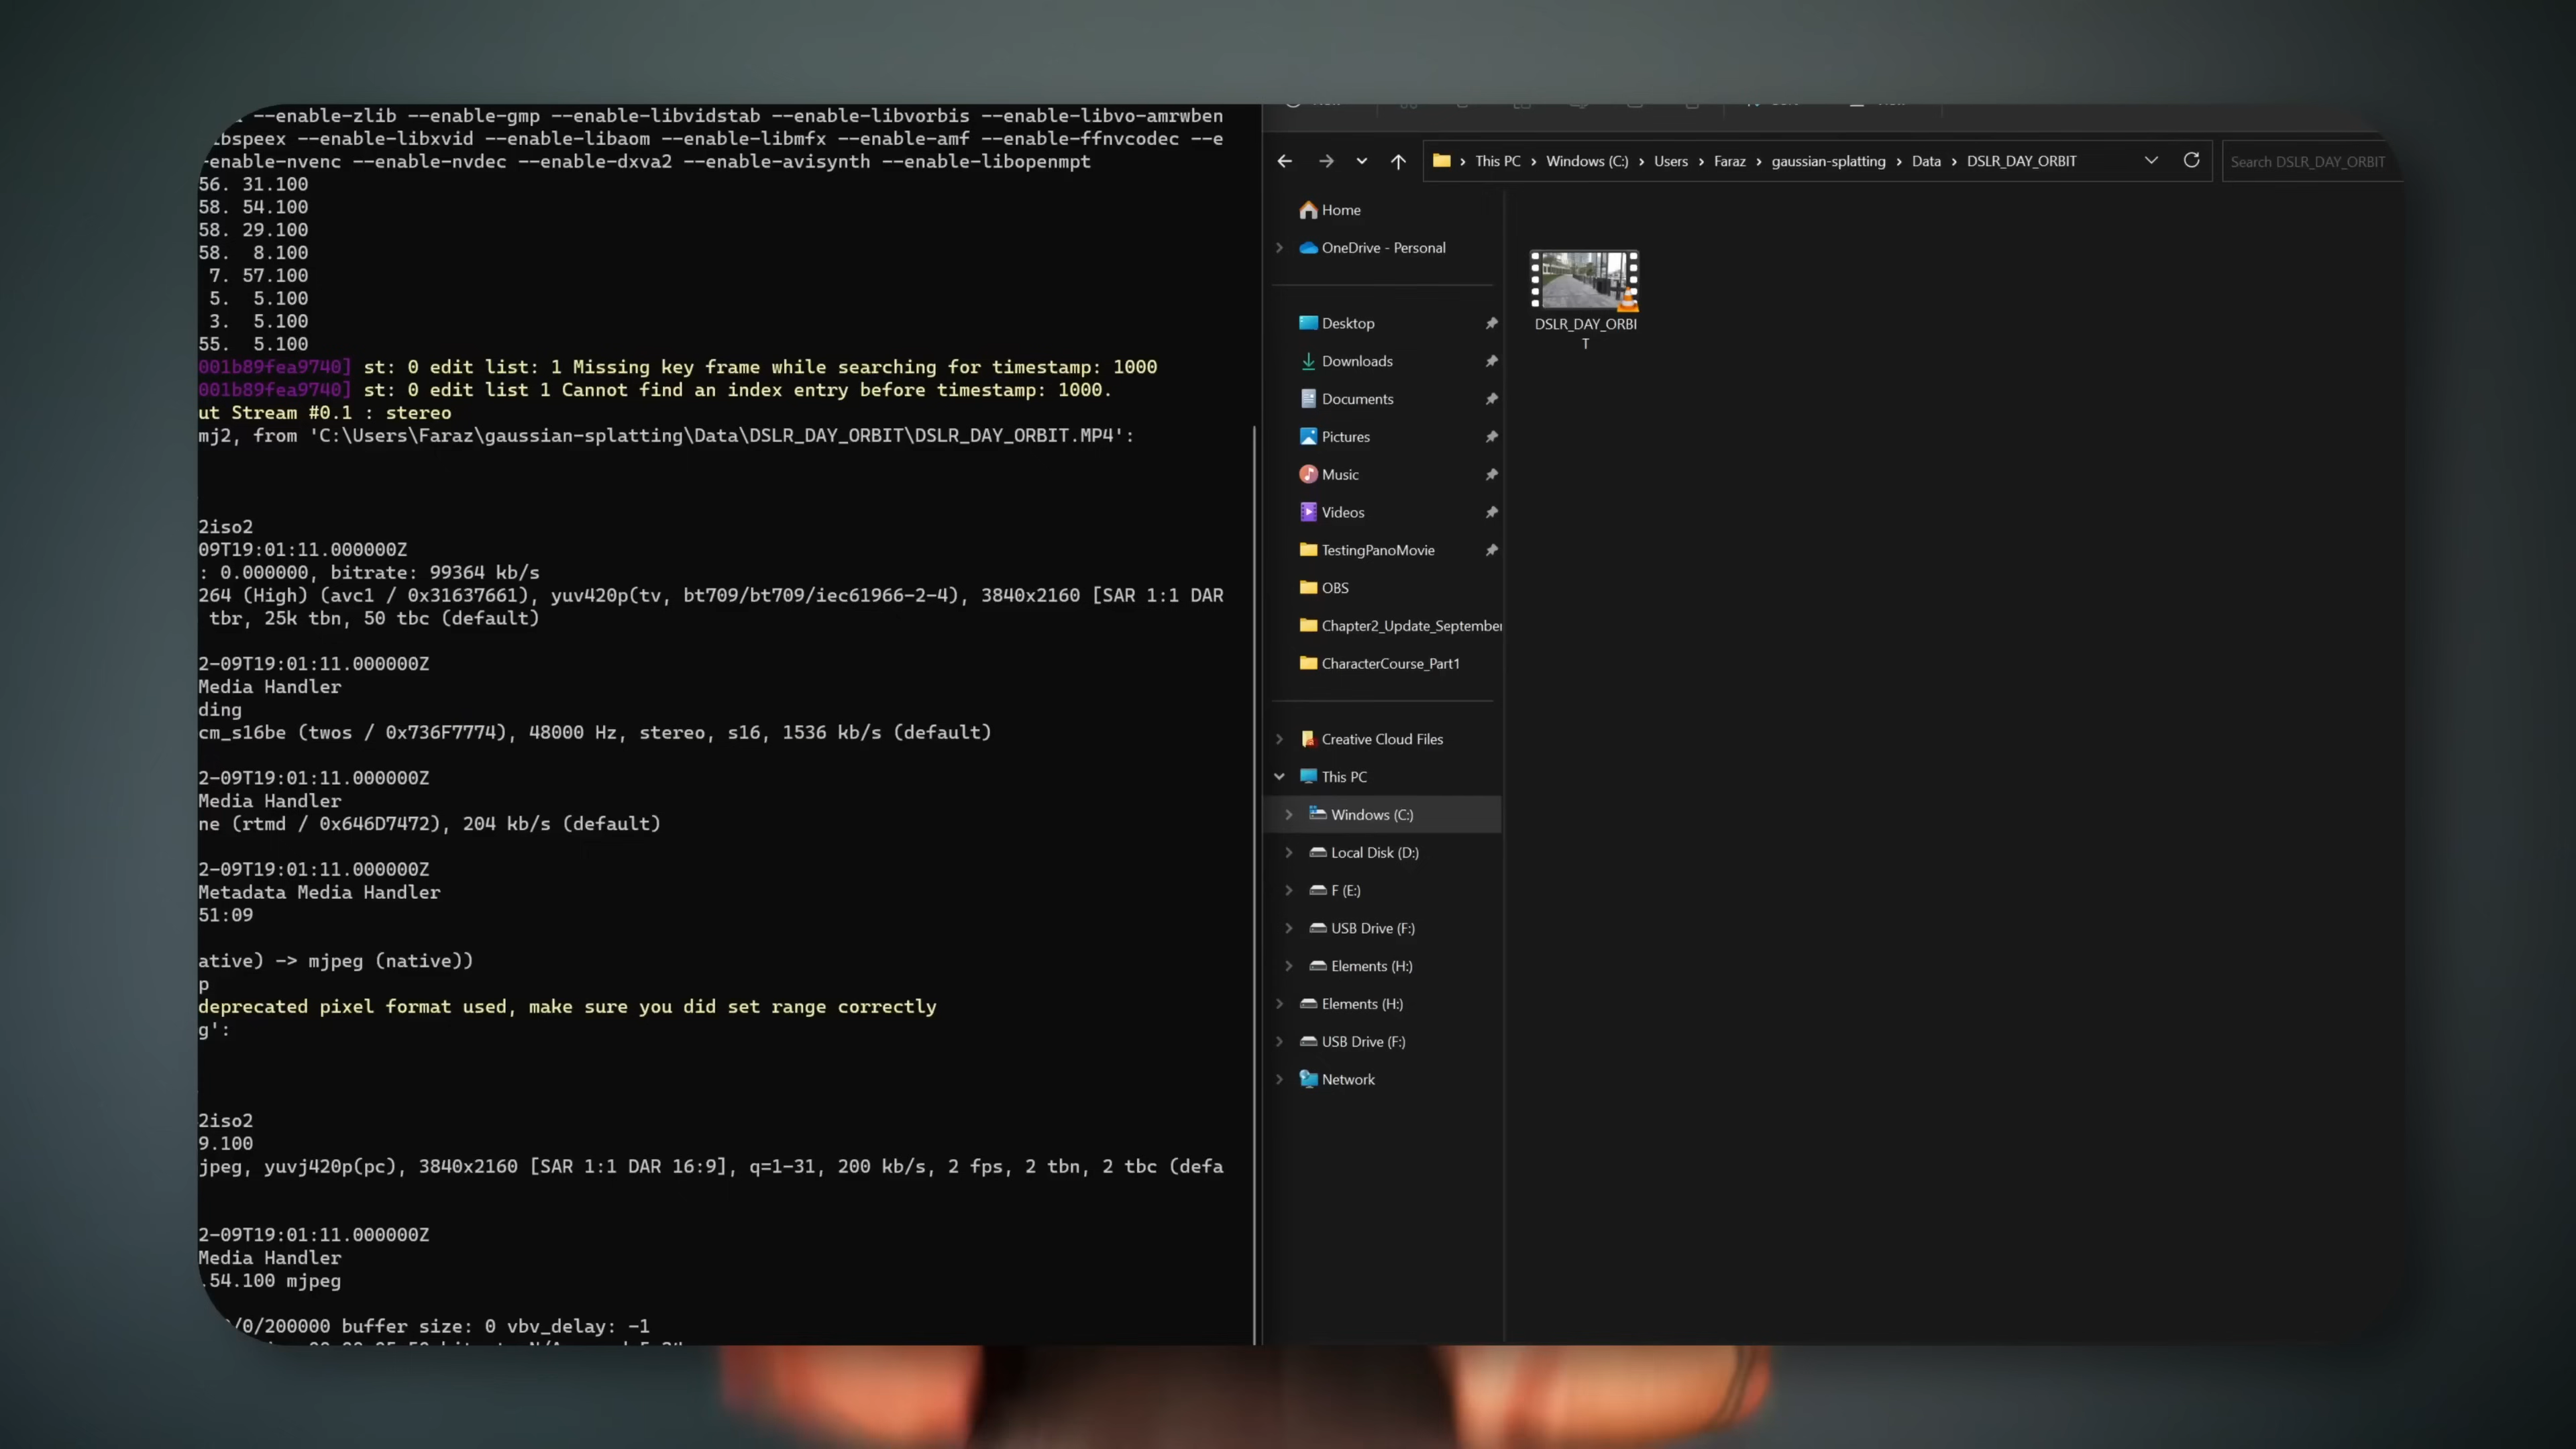 --enable-zlib --enable-gmp --enable-libvidstab --enable-libvorbis --enable-libvo-amrwben
bspeex --enable-libxvid --enable-libaom --enable-libmfx --enable-amf --enable-ffnvcodec --e
-enable-nvenc --enable-nvdec --enable-dxva2 --enable-avisynth --enable-libopenmpt
56. 31.100
58. 54.100
58. 29.100
58.  8.100
7. 57.100
5.  5.100
3.  5.100
55.  5.100
001b89fea9740] st: 0 edit list: 1 Missing key frame while searching for timestamp: 1000
001b89fea9740] st: 0 edit list 1 Cannot find an index entry before timestamp: 1000.
ut Stream #0.1 : stereo
mj2, from 'C:\Users\Faraz\gaussian-splatting\Data\DSLR_DAY_ORBIT\DSLR_DAY_ORBIT.MP4':
2iso2
09T19:01:11.000000Z
: 0.000000, bitrate: 99364 kb/s
264 (High) (avc1 / 0x31637661), yuv420p(tv, bt709/bt709/iec61966-2-4), 3840x2160 [SAR 1:1 DAR
tbr, 25k tbn, 50 tbc (default)
2-09T19:01:11.000000Z
Media Handler
ding
cm_s16be (twos / 0x736F7774), 48000 Hz, stereo, s16, 1536 kb/s (default)
2-09T19:01:11.000000Z
Media Handler
ne (rtmd / 0x646D7472), 204 kb/s (default)
2-09T19:01:11.000000Z
Metadata Media Handler
51:09
ative) -> mjpeg (native))
p
deprecated pixel format used, make sure you did set range correctly
g':
2iso2
9.100
jpeg, yuvj420p(pc), 3840x2160 [SAR 1:1 DAR 16:9], q=1-31, 200 kb/s, 2 fps, 2 tbn, 2 tbc (defa
2-09T19:01:11.000000Z
Media Handler
.54.100 mjpeg
/0/200000 buffer size: 0 vbv_delay: -1
This PC > Windows (C:) > Users > Faraz > gaussian-splatting > Data > DSLR_DAY_ORBIT
Search DSLR_DAY_ORBIT
Home
OneDrive - Personal
Desktop
Downloads
Documents
Pictures
Music
Videos
TestingPanoMovie
OBS
Chapter2_Update_September
CharacterCourse_Part1
Creative Cloud Files
This PC
Windows (C:)
Local Disk (D:)
F (E:)
USB Drive (F:)
Elements (H:)
Elements (H:)
USB Drive (F:)
Network
DSLR_DAY_ORBI
T